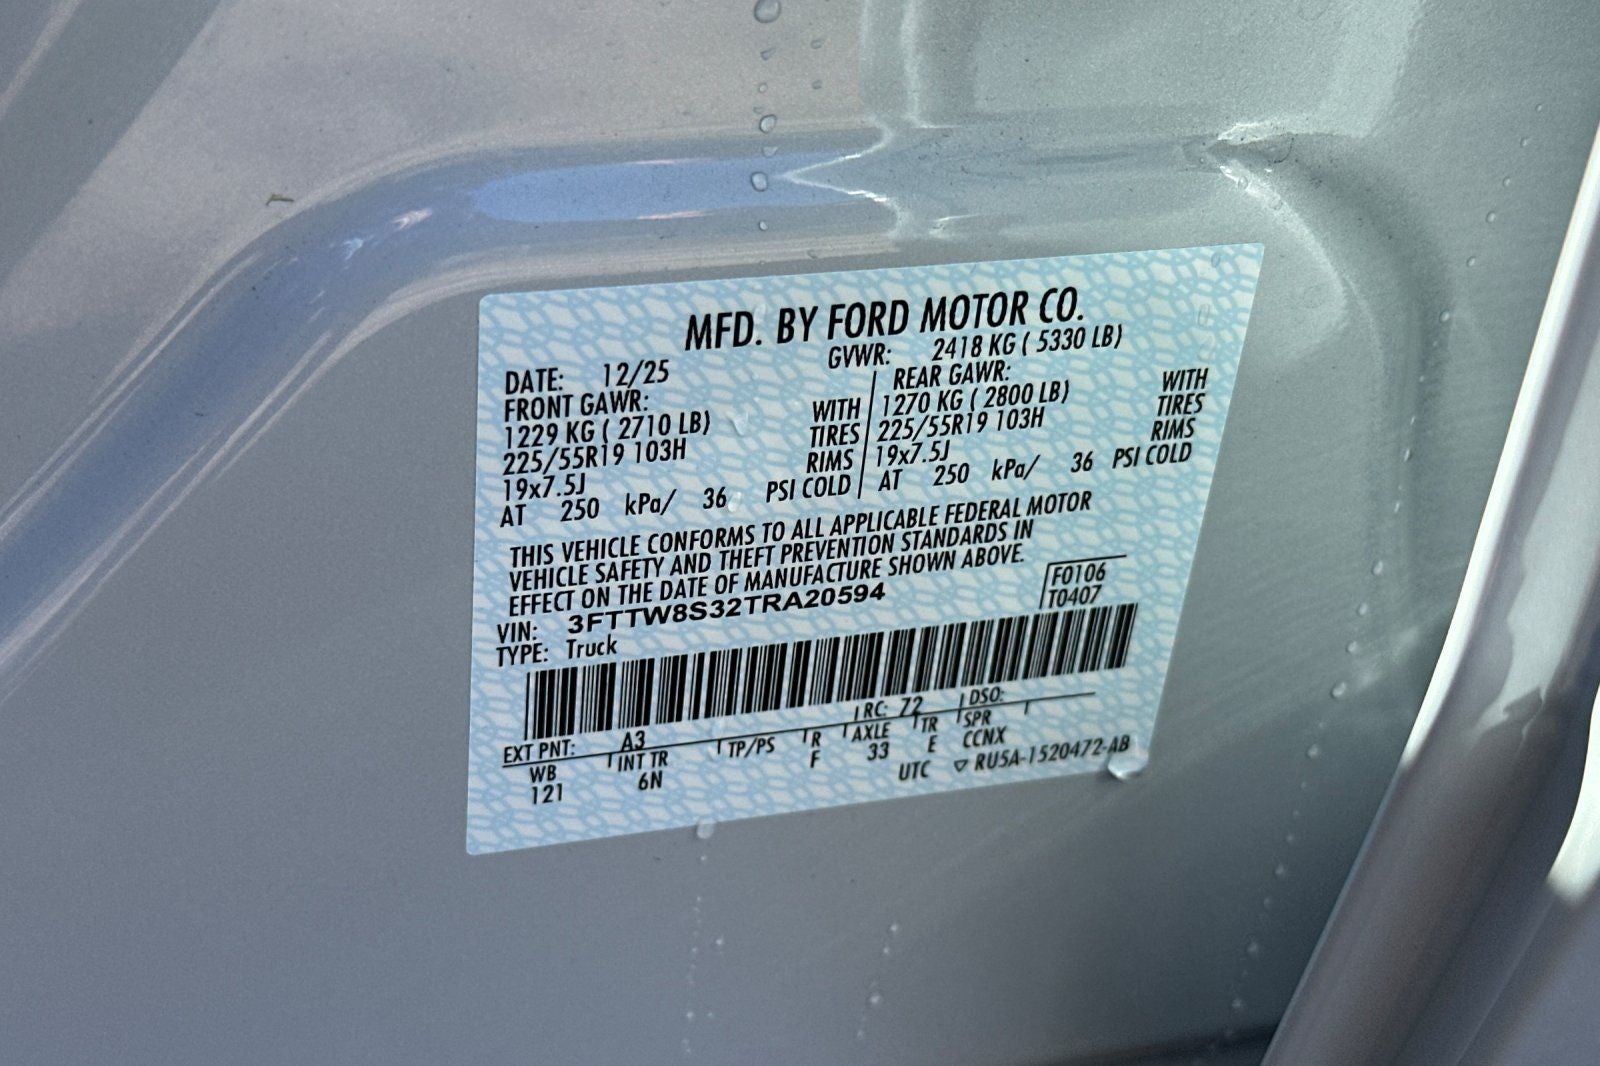 MFD. BY FORD MOTOR CO.
DATE: 12/25 GVWR: 2418 KG ( 5330 LB)
FRONT GAWR: REAR GAWR:
1229 KG ( 2710 LB) WITH 1270 KG ( 2800 LB) WITH
225/55R19 103H TIRES 225/55R19 103H TIRES
19x7.5J RIMS 19x7.5J RIMS
AT 250 kPa/ 36 PSI COLD AT 250 kPa/ 36 PSI COLD
THIS VEHICLE CONFORMS TO ALL APPLICABLE FEDERAL MOTOR
VEHICLE SAFETY AND THEFT PREVENTION STANDARDS IN
EFFECT ON THE DATE OF MANUFACTURE SHOWN ABOVE.
VIN: 3FTTW8S32TRA20594 F0106
TYPE: Truck T0407
EXT PNT: A3 RC: 72 DSO:
WB INT TR TP/PS R AXLE TR SPR
121 6N F 33 E CCNX
UTC ▽ RU5A-1520472-AB